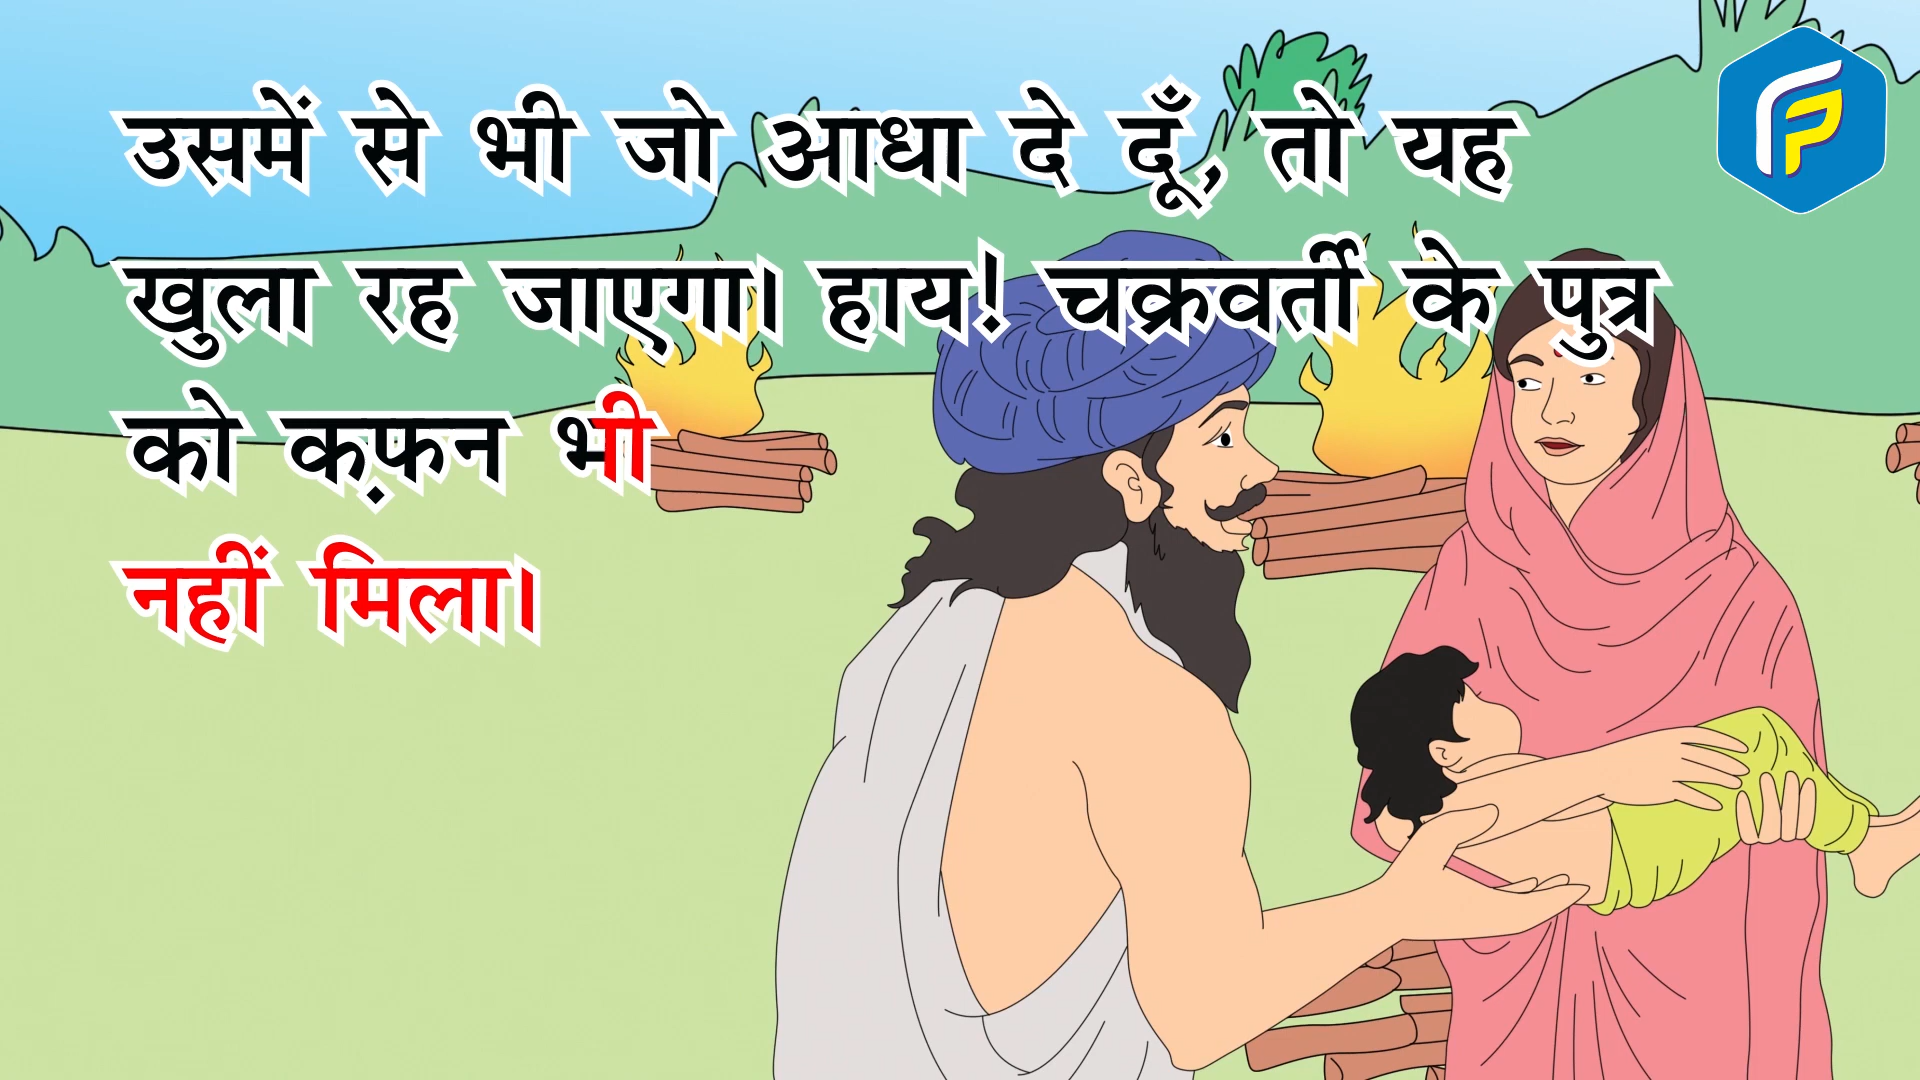 उसमें से भी जो आधा दे दूँ, तो यह
खुला रह जाएगा। हाय! चक्रवर्ती के पुत्र
को कफ़न भी
नहीं मिला।